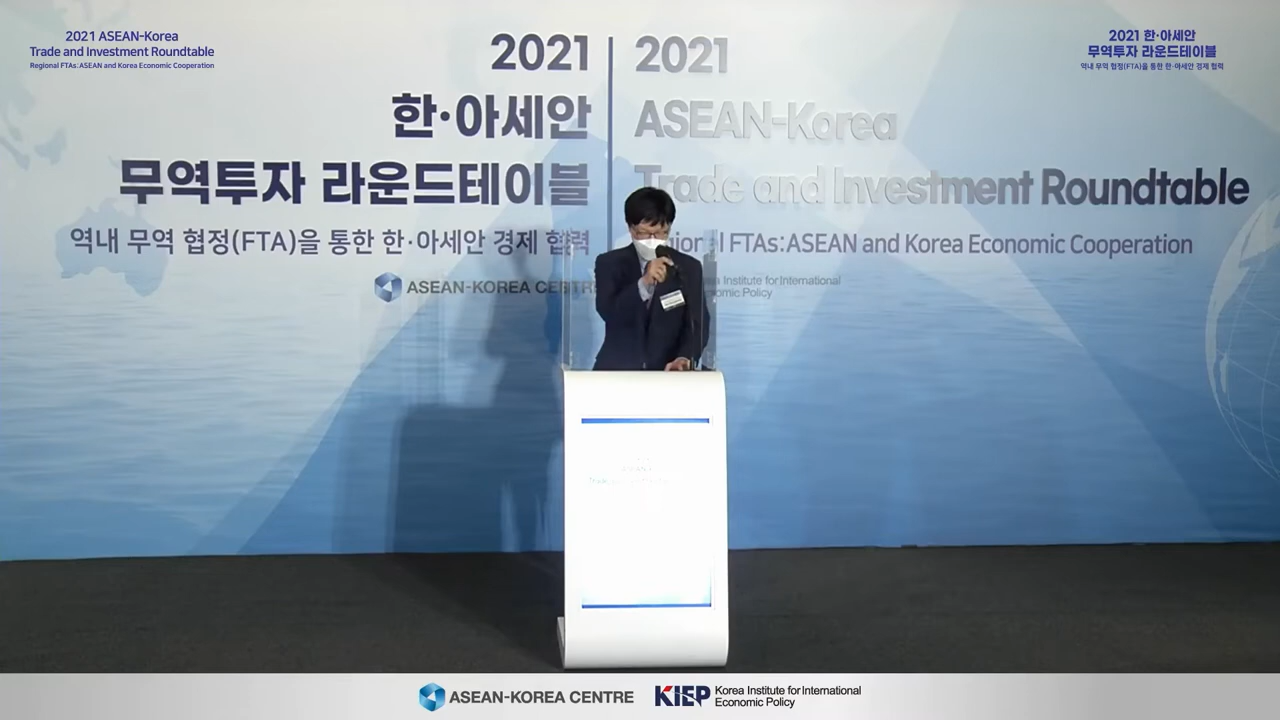 2021 ASEAN-Korea
Trade and Investment Roundtable
Regional FTAs: ASEAN and Korea Economic Cooperation
2021 한·아세안
무역투자 라운드테이블
역내 무역 협정(FTA)을 통한 한·아세안 경제 협력
2021
한·아세안
무역투자 라운드테이블
역내 무역 협정(FTA)을 통한 한·아세안 경제 협력
ASEAN-KOREA CENTR
2021
ASEAN-Korea
Trade and Investment Roundtable
FTAs:ASEAN and Korea Economic Cooperation
Institute for International
Policy
ASEAN-KOREA CENTRE
KIEP Korea Institute for International
Economic Policy